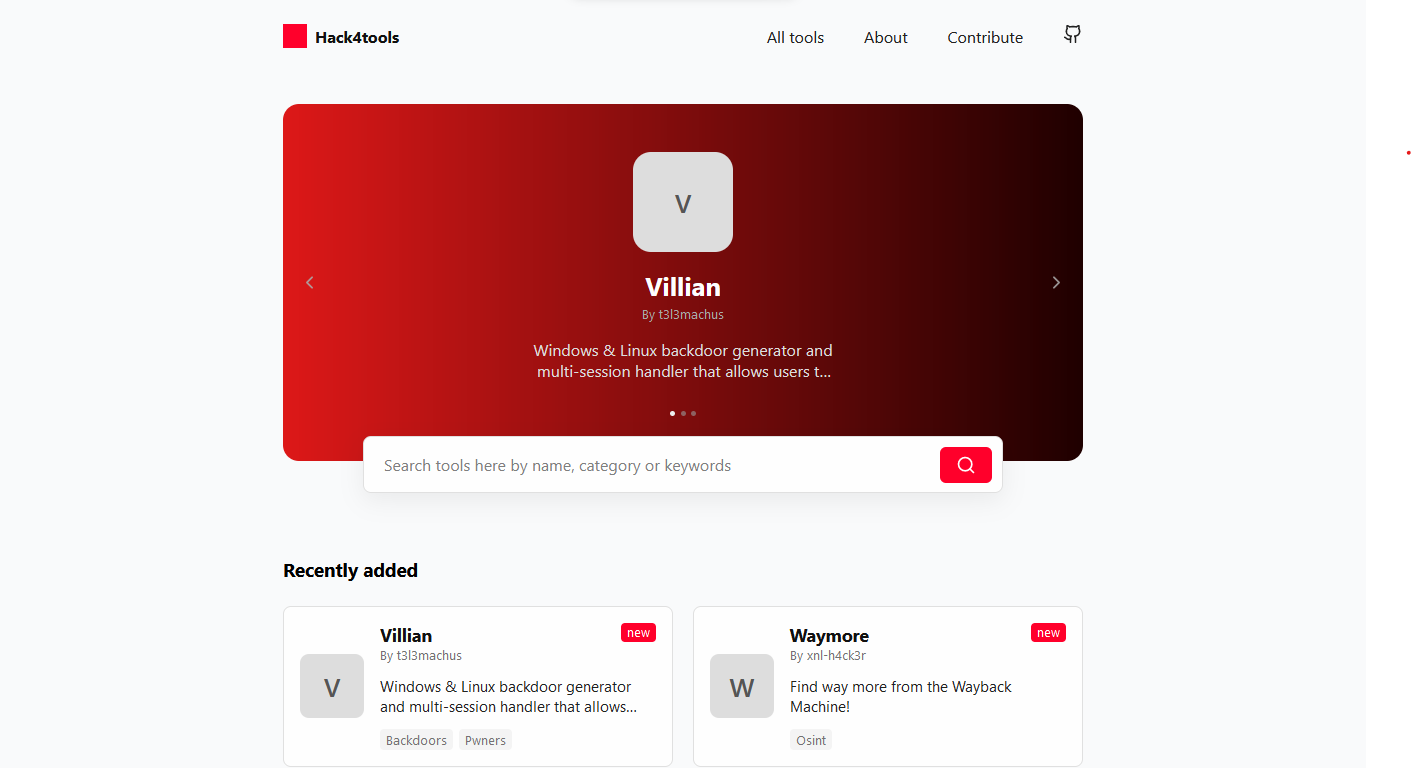 Hack4tools
All tools
About
Contribute
V
Villian
By t3l3machus
Windows & Linux backdoor generator and
multi-session handler that allows users t...
Search tools here by name, category or keywords
Recently added
V
Villian
new
By t3l3machus
Windows & Linux backdoor generator
and multi-session handler that allows...
Backdoors
Pwners
W
Waymore
new
By xnl-h4ck3r
Find way more from the Wayback
Machine!
Osint